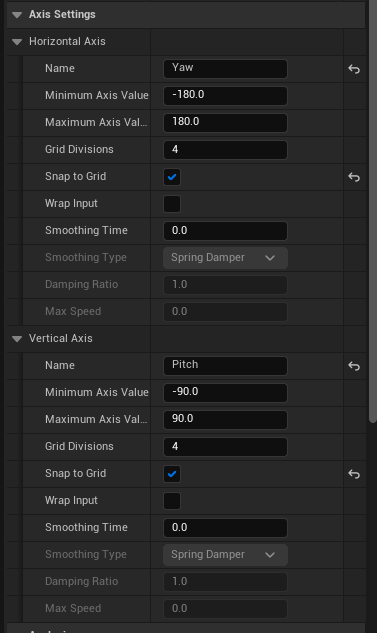 Axis Settings
Horizontal Axis
Name Yaw
Minimum Axis Value -180.0
Maximum Axis Val... 180.0
Grid Divisions 4
Snap to Grid
Wrap Input
Smoothing Time 0.0
Smoothing Type Spring Damper
Damping Ratio 1.0
Max Speed 0.0
Vertical Axis
Name Pitch
Minimum Axis Value -90.0
Maximum Axis Val... 90.0
Grid Divisions 4
Snap to Grid
Wrap Input
Smoothing Time 0.0
Smoothing Type Spring Damper
Damping Ratio 1.0
Max Speed 0.0